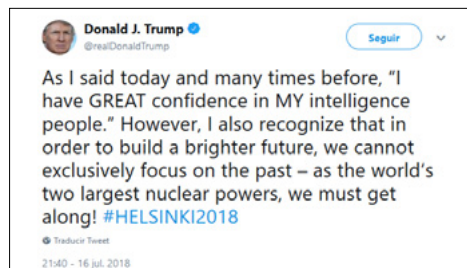 Donald J. Trump
@realDonaldTrump
Seguir
As I said today and many times before, “I
have GREAT confidence in MY intelligence
people.” However, I also recognize that in
order to build a brighter future, we cannot
exclusively focus on the past – as the world’s
two largest nuclear powers, we must get
along! #HELSINKI2018
Traducir Tweet
21:40 - 16 jul. 2018